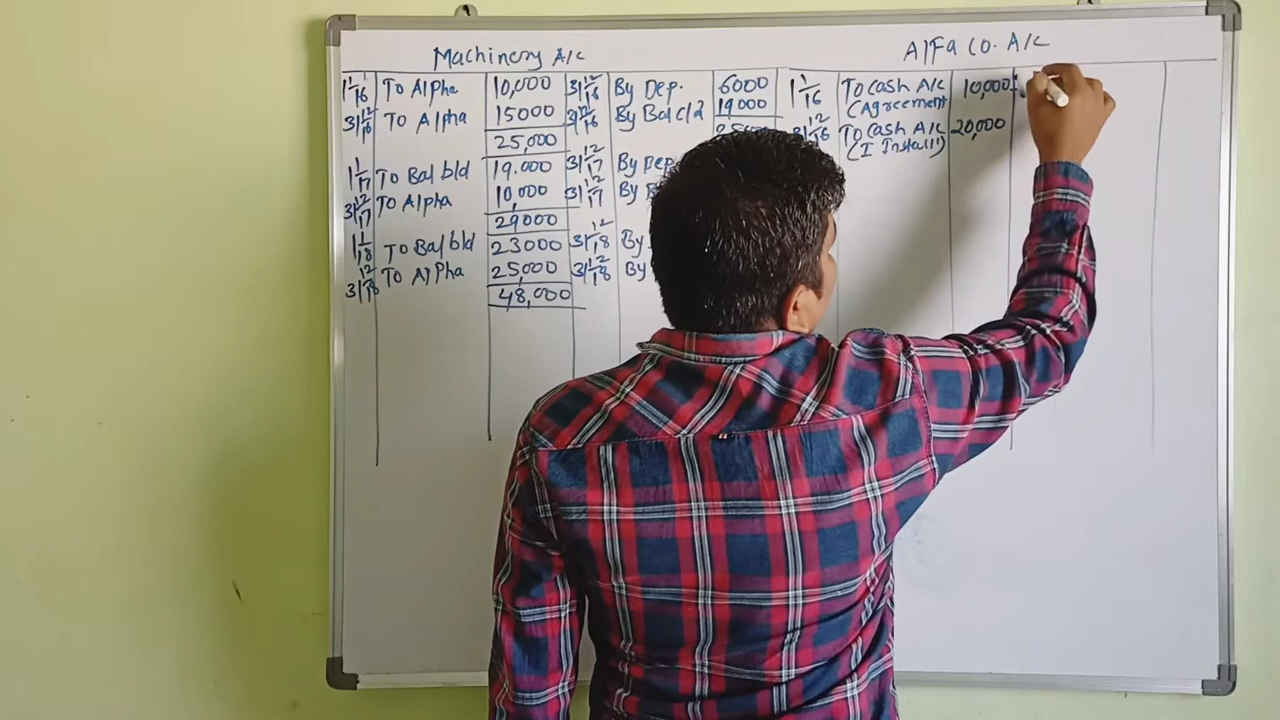 Machinery A/c
1/1/16 To Alpha 10,000 31/12/16 By Dep. 6000
31/12/16 To Alpha 15000 31/12/16 By Bal c/d 19000
25,000
1/1/17 To Bal b/d 19.000 31/12/17 By Dep
31/12/17 To Alpha 10,000 31/12/17 By
29000
1/1/18 To Bal b/d 23000 31/12/18 By
31/12/18 To Alpha 25,000 31/12/18 By
48,000
Alfa Co. A/c
1/1/16 To cash A/c 10,000
(Agreement)
31/12/16 To cash A/c 20,000
(I Install)